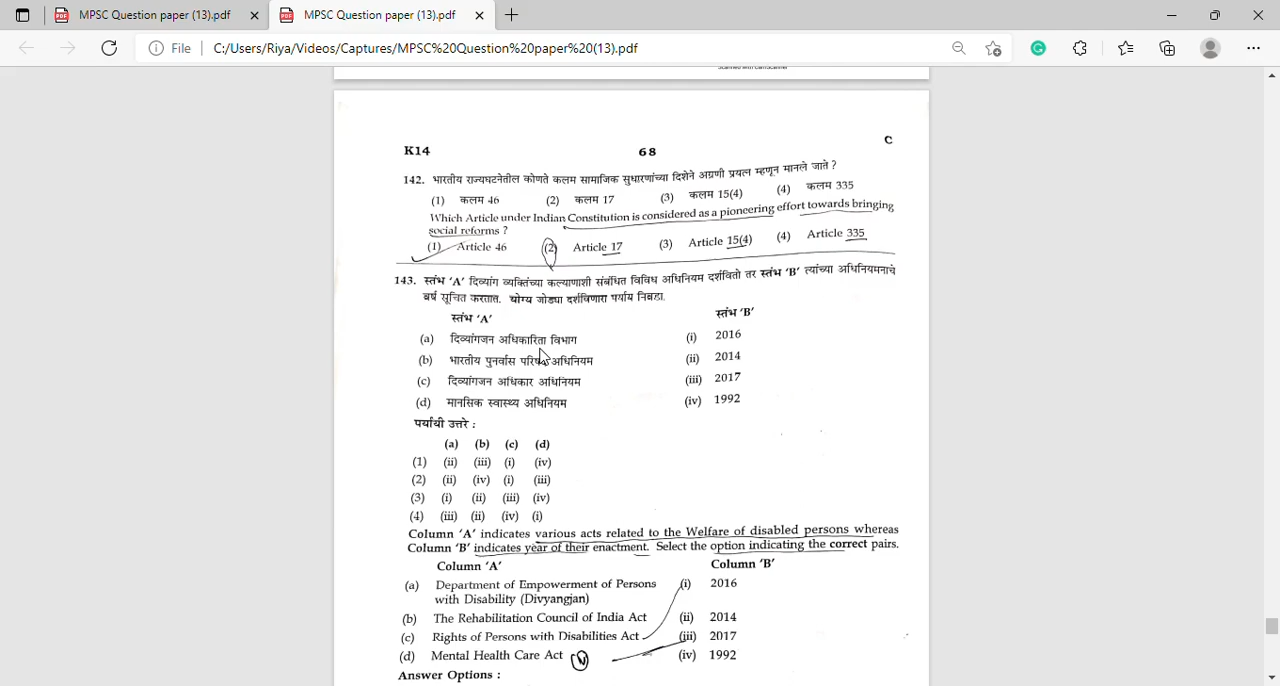 MPSC Question paper (13).pdf
MPSC Question paper (13).pdf
File C:/Users/Riya/Videos/Captures/MPSC%20Question%20paper%20(13).pdf
K14 68 C
142. भारतीय राज्यघटनेतील कोणते कलम सामाजिक सुधारणांच्या दिशेने अग्रणी प्रयत्न म्हणून मानले जाते ?
(1) कलम 46 (2) कलम 17 (3) कलम 15(4) (4) कलम 335
Which Article under Indian Constitution is considered as a pioneering effort towards bringing
social reforms ?
(1) Article 46 (2) Article 17 (3) Article 15(4) (4) Article 335
143. स्तंभ 'A' दिव्यांग व्यक्तिंच्या कल्याणाशी संबंधित विविध अधिनियम दर्शवितो तर स्तंभ 'B' त्यांच्या अधिनियमनाचे
वर्ष सूचित करतात. योग्य जोड्या दर्शविणारा पर्याय निवडा.
स्तंभ 'A' स्तंभ 'B'
(a) दिव्यांगजन अधिकारिता विभाग (i) 2016
(b) भारतीय पुनर्वास अधिनियम (ii) 2014
(c) दिव्यांगजन अधिकार अधिनियम (iii) 2017
(d) मानसिक स्वास्थ्य अधिनियम (iv) 1992
पर्यायी उत्तरे :
(a) (b) (c) (d)
(1) (ii) (iii) (i) (iv)
(2) (ii) (iv) (i) (iii)
(3) (i) (ii) (iii) (iv)
(4) (iii) (ii) (iv) (i)
Column 'A' indicates various acts related to the Welfare of disabled persons whereas
Column 'B' indicates year of their enactment. Select the option indicating the correct pairs.
Column 'A' Column 'B'
(a) Department of Empowerment of Persons (i) 2016
with Disability (Divyangjan)
(b) The Rehabilitation Council of India Act (ii) 2014
(c) Rights of Persons with Disabilities Act (iii) 2017
(d) Mental Health Care Act (iv) 1992
Answer Options :